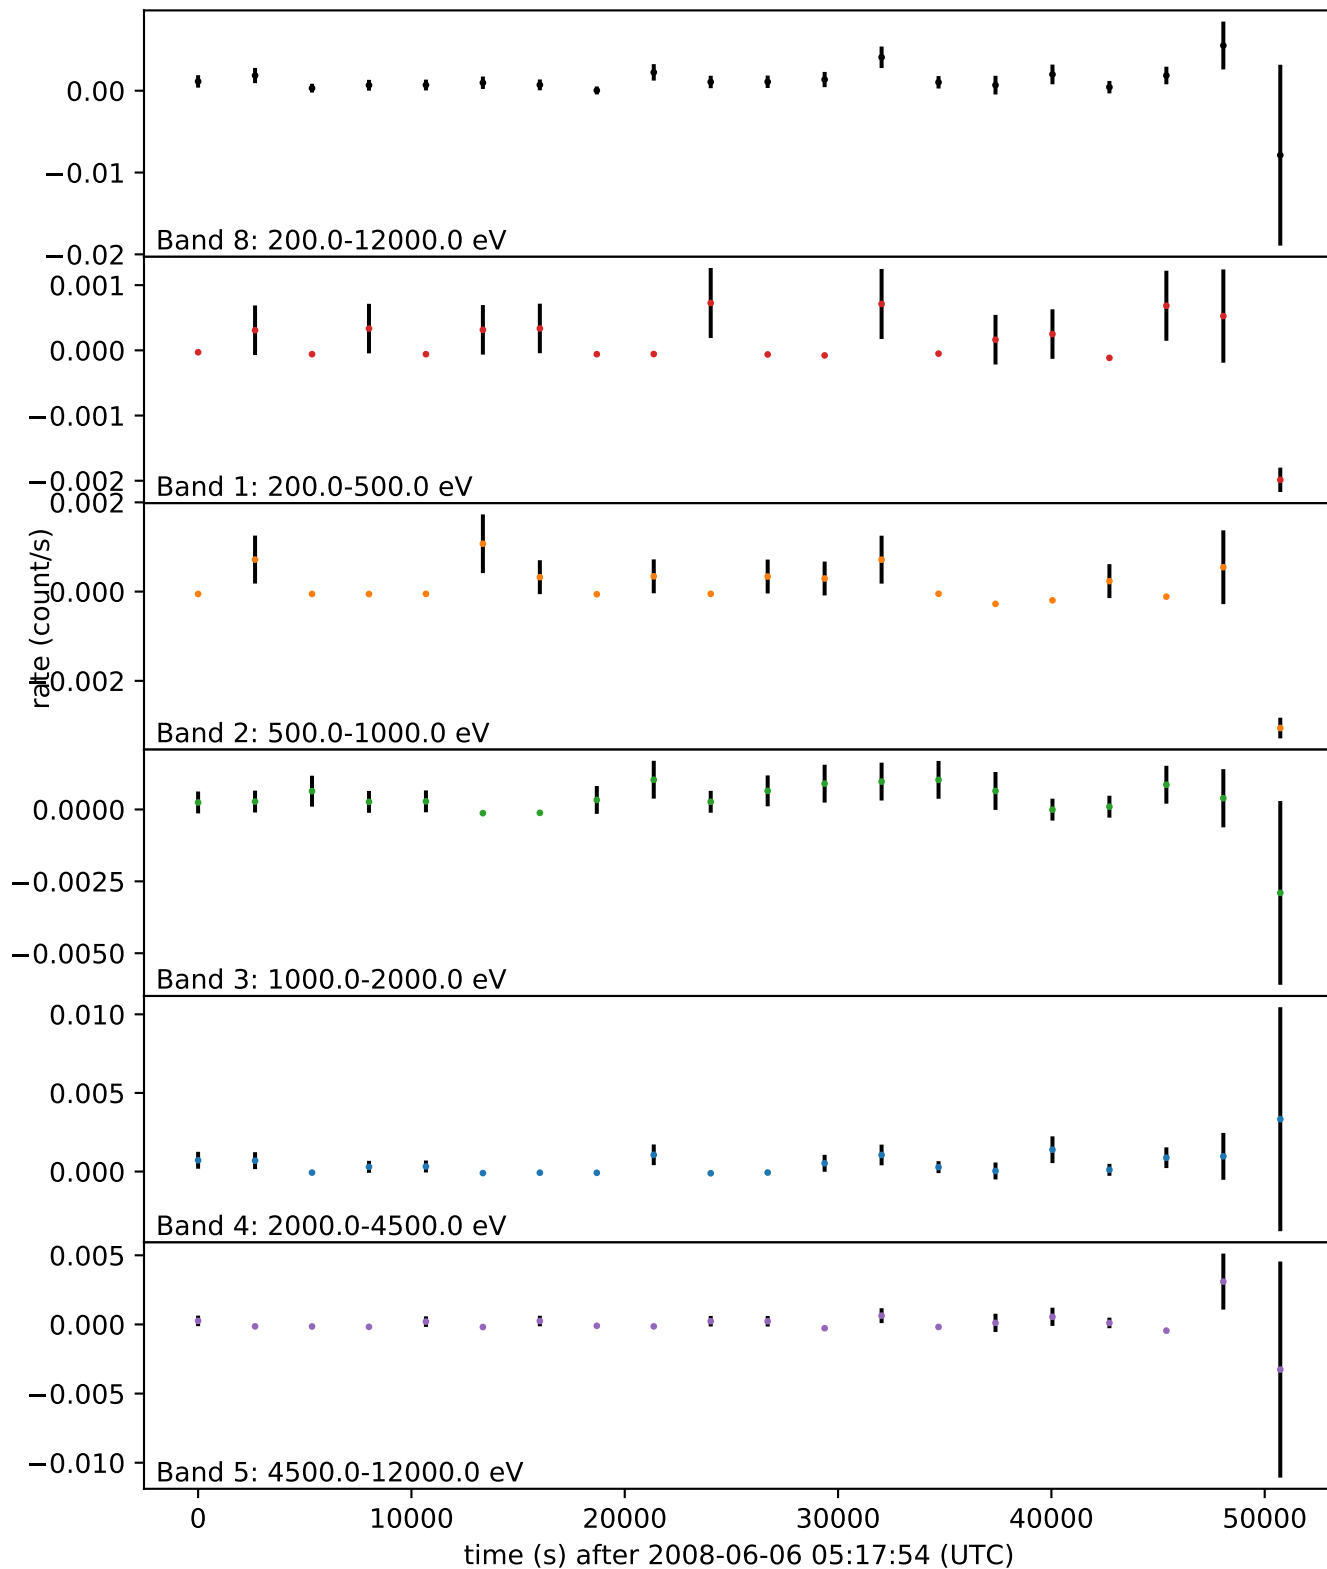 0.00
−0.01
−0.02
Band 8: 200.0-12000.0 eV
0.001
0.000
−0.001
−0.002
Band 1: 200.0-500.0 eV
0.002
0.000
−0.002
Band 2: 500.0-1000.0 eV
rate (count/s)
0.0000
−0.0025
−0.0050
Band 3: 1000.0-2000.0 eV
0.010
0.005
0.000
Band 4: 2000.0-4500.0 eV
0.005
0.000
−0.005
−0.010
Band 5: 4500.0-12000.0 eV
0 10000 20000 30000 40000 50000
time (s) after 2008-06-06 05:17:54 (UTC)